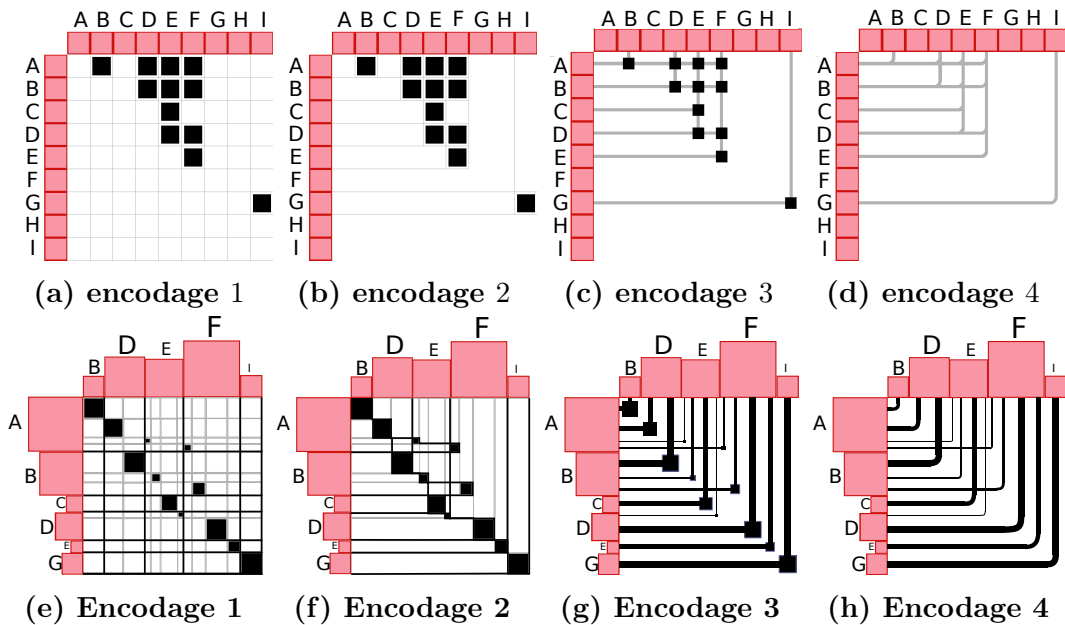 A B C D E F G H I
A B C D E F G H I
A B C D E F G H I
A B C D E F G H I
A
B
C
D
E
F
G
H
I
A
B
C
D
E
F
G
H
I
A
B
C
D
E
F
G
H
I
A
B
C
D
E
F
G
H
I
(a) encodage 1
(b) encodage 2
(c) encodage 3
(d) encodage 4
B D E F I
B D E F I
B D E F I
B D E F I
A
B
C
D
E
G
A
B
C
D
E
G
A
B
C
D
E
G
A
B
C
D
E
G
(e) Encodage 1
(f) Encodage 2
(g) Encodage 3
(h) Encodage 4